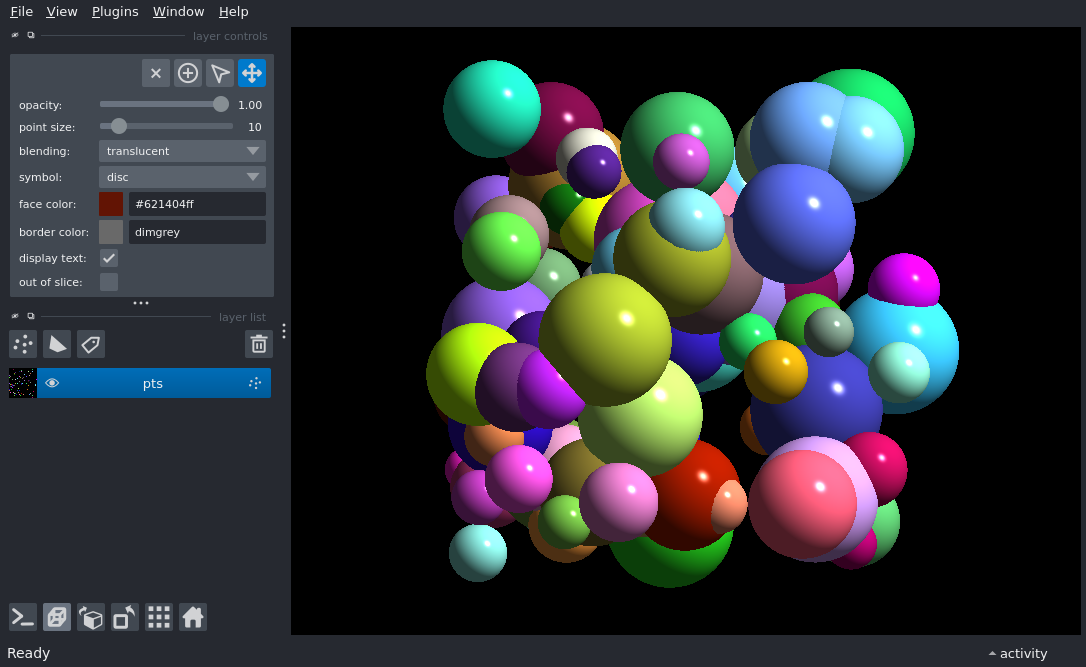 File View Plugins Window Help
layer controls
opacity: 1.00
point size: 10
blending: translucent
symbol: disc
face color: #621404ff
border color: dimgrey
display text:
out of slice:
layer list
pts
Ready
activity